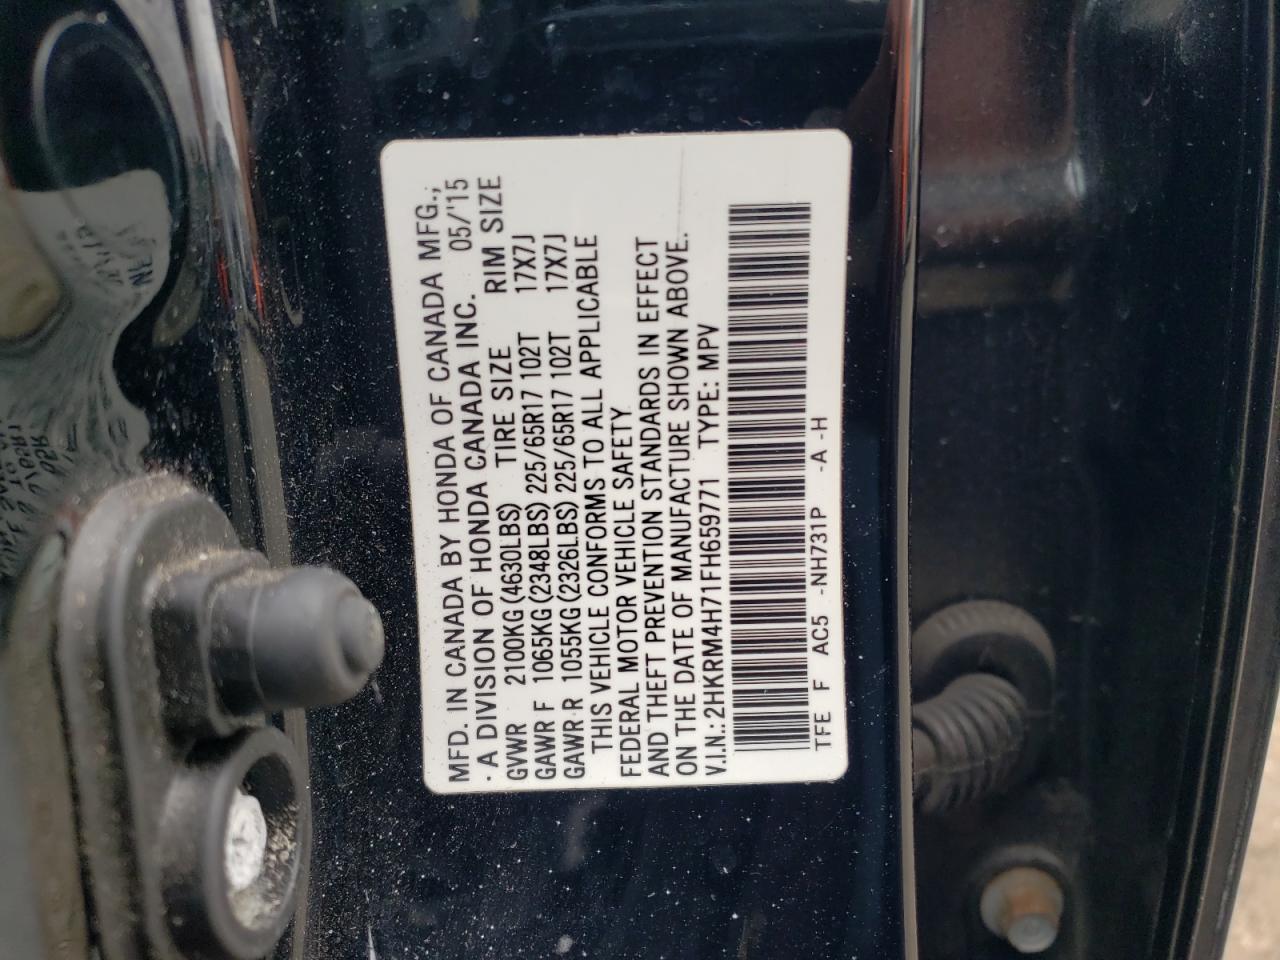 MFD. IN CANADA BY HONDA OF CANADA MFG.,
· A DIVISION OF HONDA CANADA INC. 05/'15
TIRE SIZE RIM SIZE
GWR 2100KG (4630LBS)
GAWR F 1065KG (2348LBS) 225/65R17 102T 17X7J
GAWR R 1055KG (2326LBS) 225/65R17 102T 17X7J
THIS VEHICLE CONFORMS TO ALL APPLICABLE
FEDERAL MOTOR VEHICLE SAFETY
AND THEFT PREVENTION STANDARDS IN EFFECT
ON THE DATE OF MANUFACTURE SHOWN ABOVE.
V.I.N.: 2HKRM4H71FH659771 TYPE: MPV
TFE F AC5 -NH731P -A -H